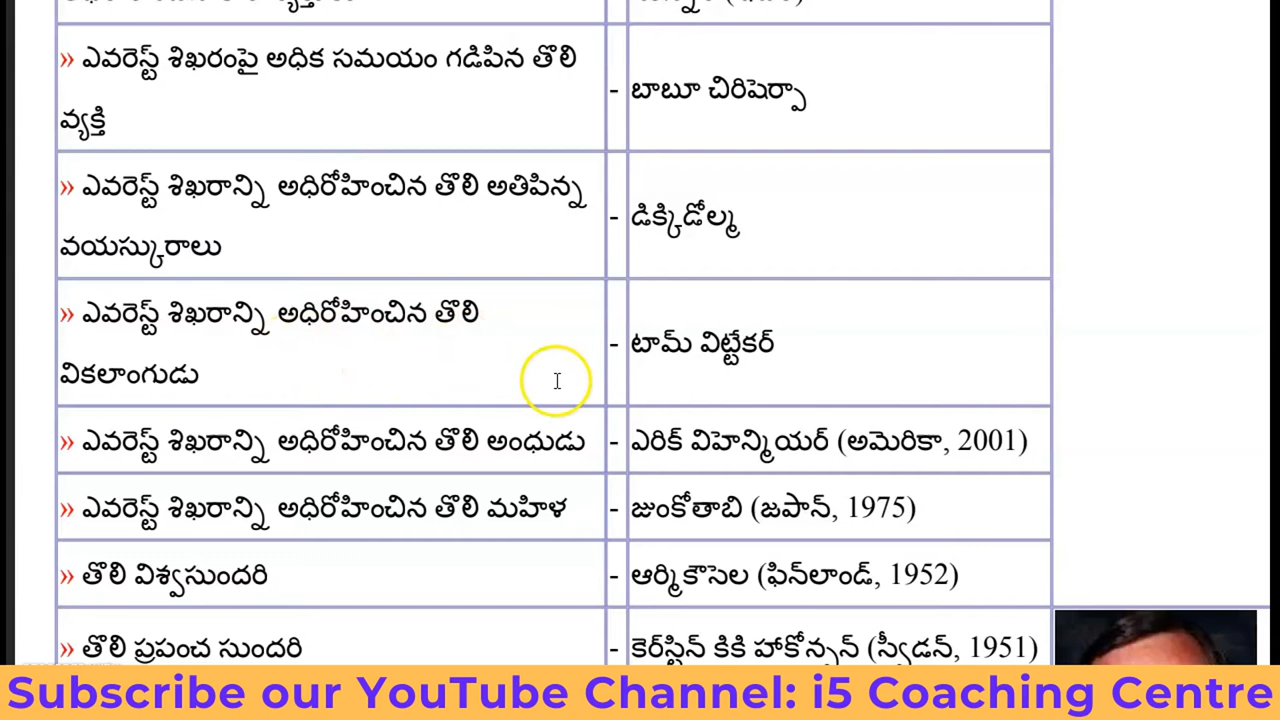 » ఎవరెస్ట్ శిఖరంపై అధిక సమయం గడిపిన తొలి
వ్యక్తి
- బాబూ చిరిషెర్పా
» ఎవరెస్ట్ శిఖరాన్ని అధిరోహించిన తొలి అతిపిన్న
వయస్కురాలు
- డిక్కిడోల్మ
» ఎవరెస్ట్ శిఖరాన్ని అధిరోహించిన తొలి
వికలాంగుడు
- టామ్ విట్టేకర్
» ఎవరెస్ట్ శిఖరాన్ని అధిరోహించిన తొలి అంధుడు - ఎరిక్ విహెన్మియర్ (అమెరికా, 2001)
» ఎవరెస్ట్ శిఖరాన్ని అధిరోహించిన తొలి మహిళ - జుంకోతాబి (జపాన్, 1975)
» తొలి విశ్వసుందరి - ఆర్మికౌసెల (ఫిన్‌లాండ్, 1952)
» తొలి ప్రపంచ సుందరి - కెర్‌స్టిన్ కికి హాకోన్సన్ (స్వీడన్, 1951)
Subscribe our YouTube Channel: i5 Coaching Centre